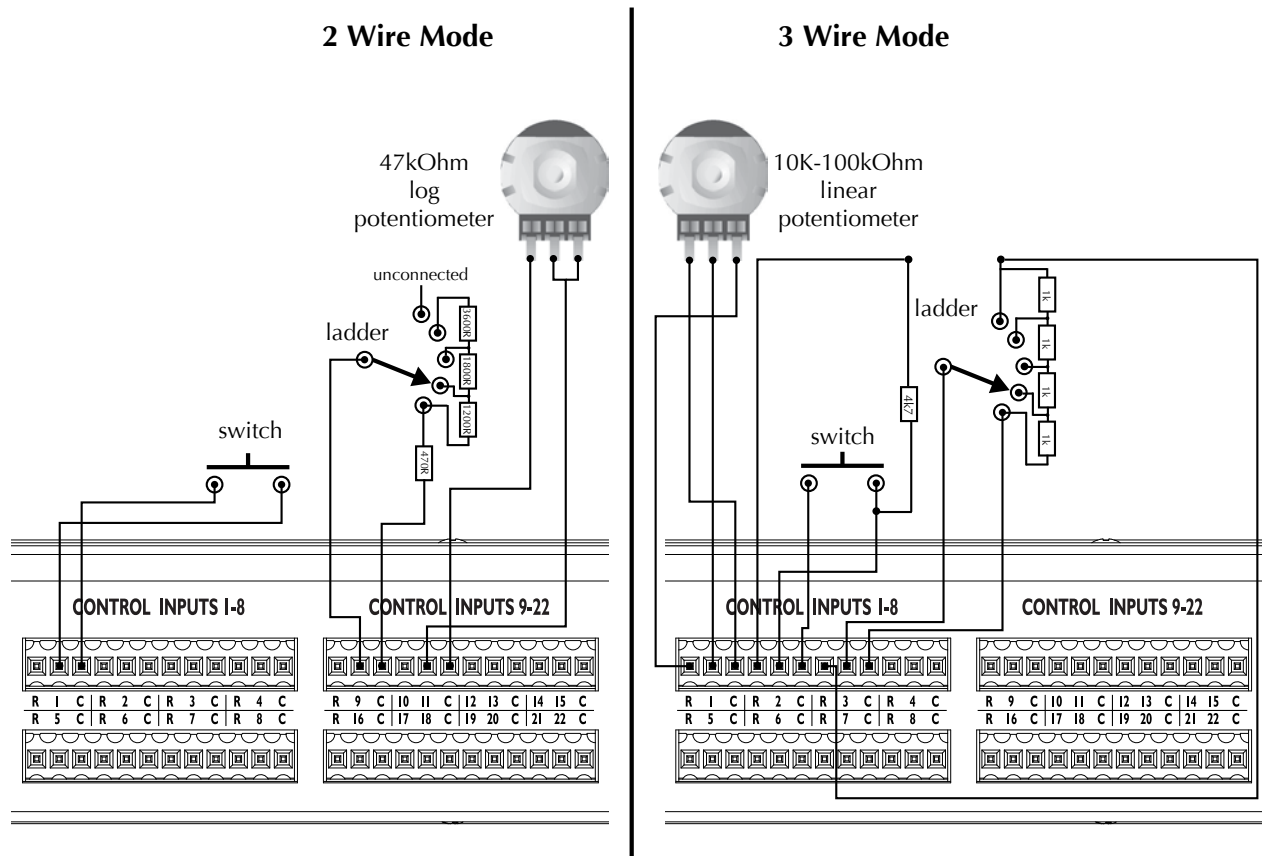 2 Wire Mode
47kOhm
log
potentiometer
unconnected
ladder
3600R
1800R
1200R
470R
switch
CONTROL INPUTS 1-8
CONTROL INPUTS 9-22
R 1 C R 2 C R 3 C R 4 C
R 5 C R 6 C R 7 C R 8 C
R 9 C 10 11 C 12 13 C 14 15 C
R 16 C 17 18 C 19 20 C 21 22 C
3 Wire Mode
10K-100kOhm
linear
potentiometer
ladder
1k
1k
1k
1k
4k7
switch
CONTROL INPUTS 1-8
CONTROL INPUTS 9-22
R 1 C R 2 C R 3 C R 4 C
R 5 C R 6 C R 7 C R 8 C
R 9 C 10 11 C 12 13 C 14 15 C
R 16 C 17 18 C 19 20 C 21 22 C